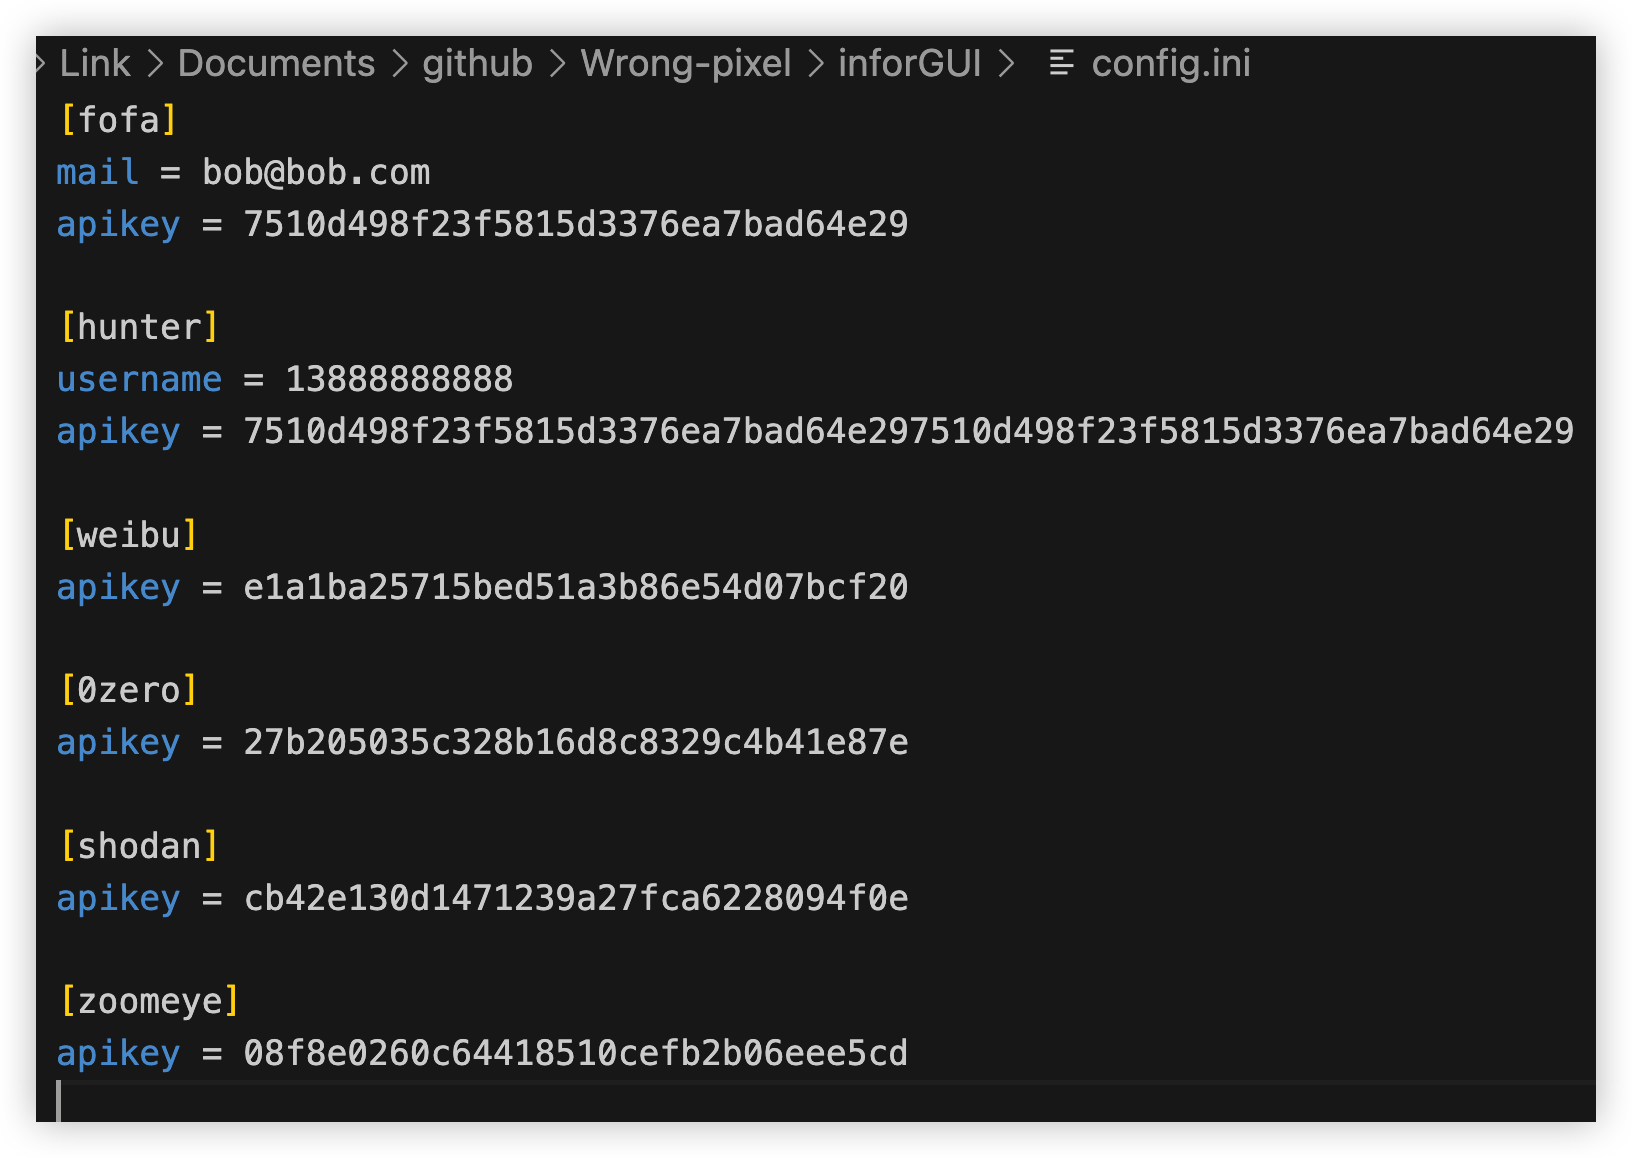 Link > Documents > github > Wrong-pixel > inforGUI > config.ini
[fofa]
mail = bob@bob.com
apikey = 7510d498f23f5815d3376ea7bad64e29
[hunter]
username = 13888888888
apikey = 7510d498f23f5815d3376ea7bad64e297510d498f23f5815d3376ea7bad64e29
[weibu]
apikey = e1a1ba25715bed51a3b86e54d07bcf20
[0zero]
apikey = 27b205035c328b16d8c8329c4b41e87e
[shodan]
apikey = cb42e130d1471239a27fca6228094f0e
[zoomeye]
apikey = 08f8e0260c64418510cefb2b06eee5cd